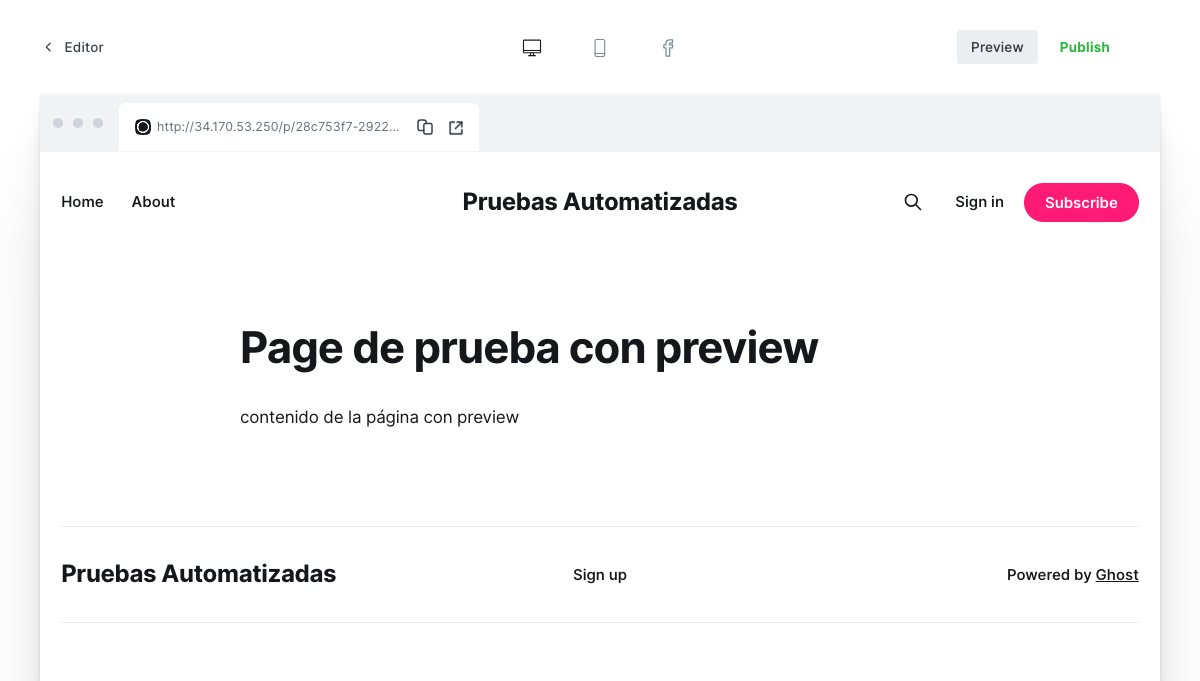 Editor
Preview
Publish
http://34.170.53.250/p/28c753f7-2922...
Home
About
Pruebas Automatizadas
Sign in
Subscribe
Page de prueba con preview
contenido de la página con preview
Pruebas Automatizadas
Sign up
Powered by Ghost